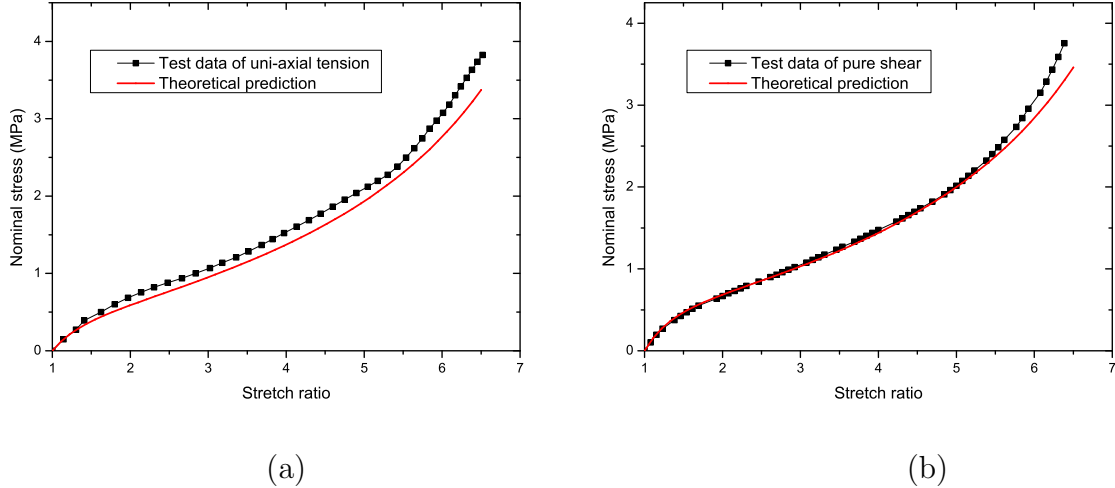 4
3
2
1
0
1 2 3 4 5 6 7
Nominal stress (MPa)
Stretch ratio
Test data of uni-axial tension
Theoretical prediction
(a)
4
3
2
1
0
1 2 3 4 5 6 7
Nominal stress (MPa)
Stretch ratio
Test data of pure shear
Theoretical prediction
(b)